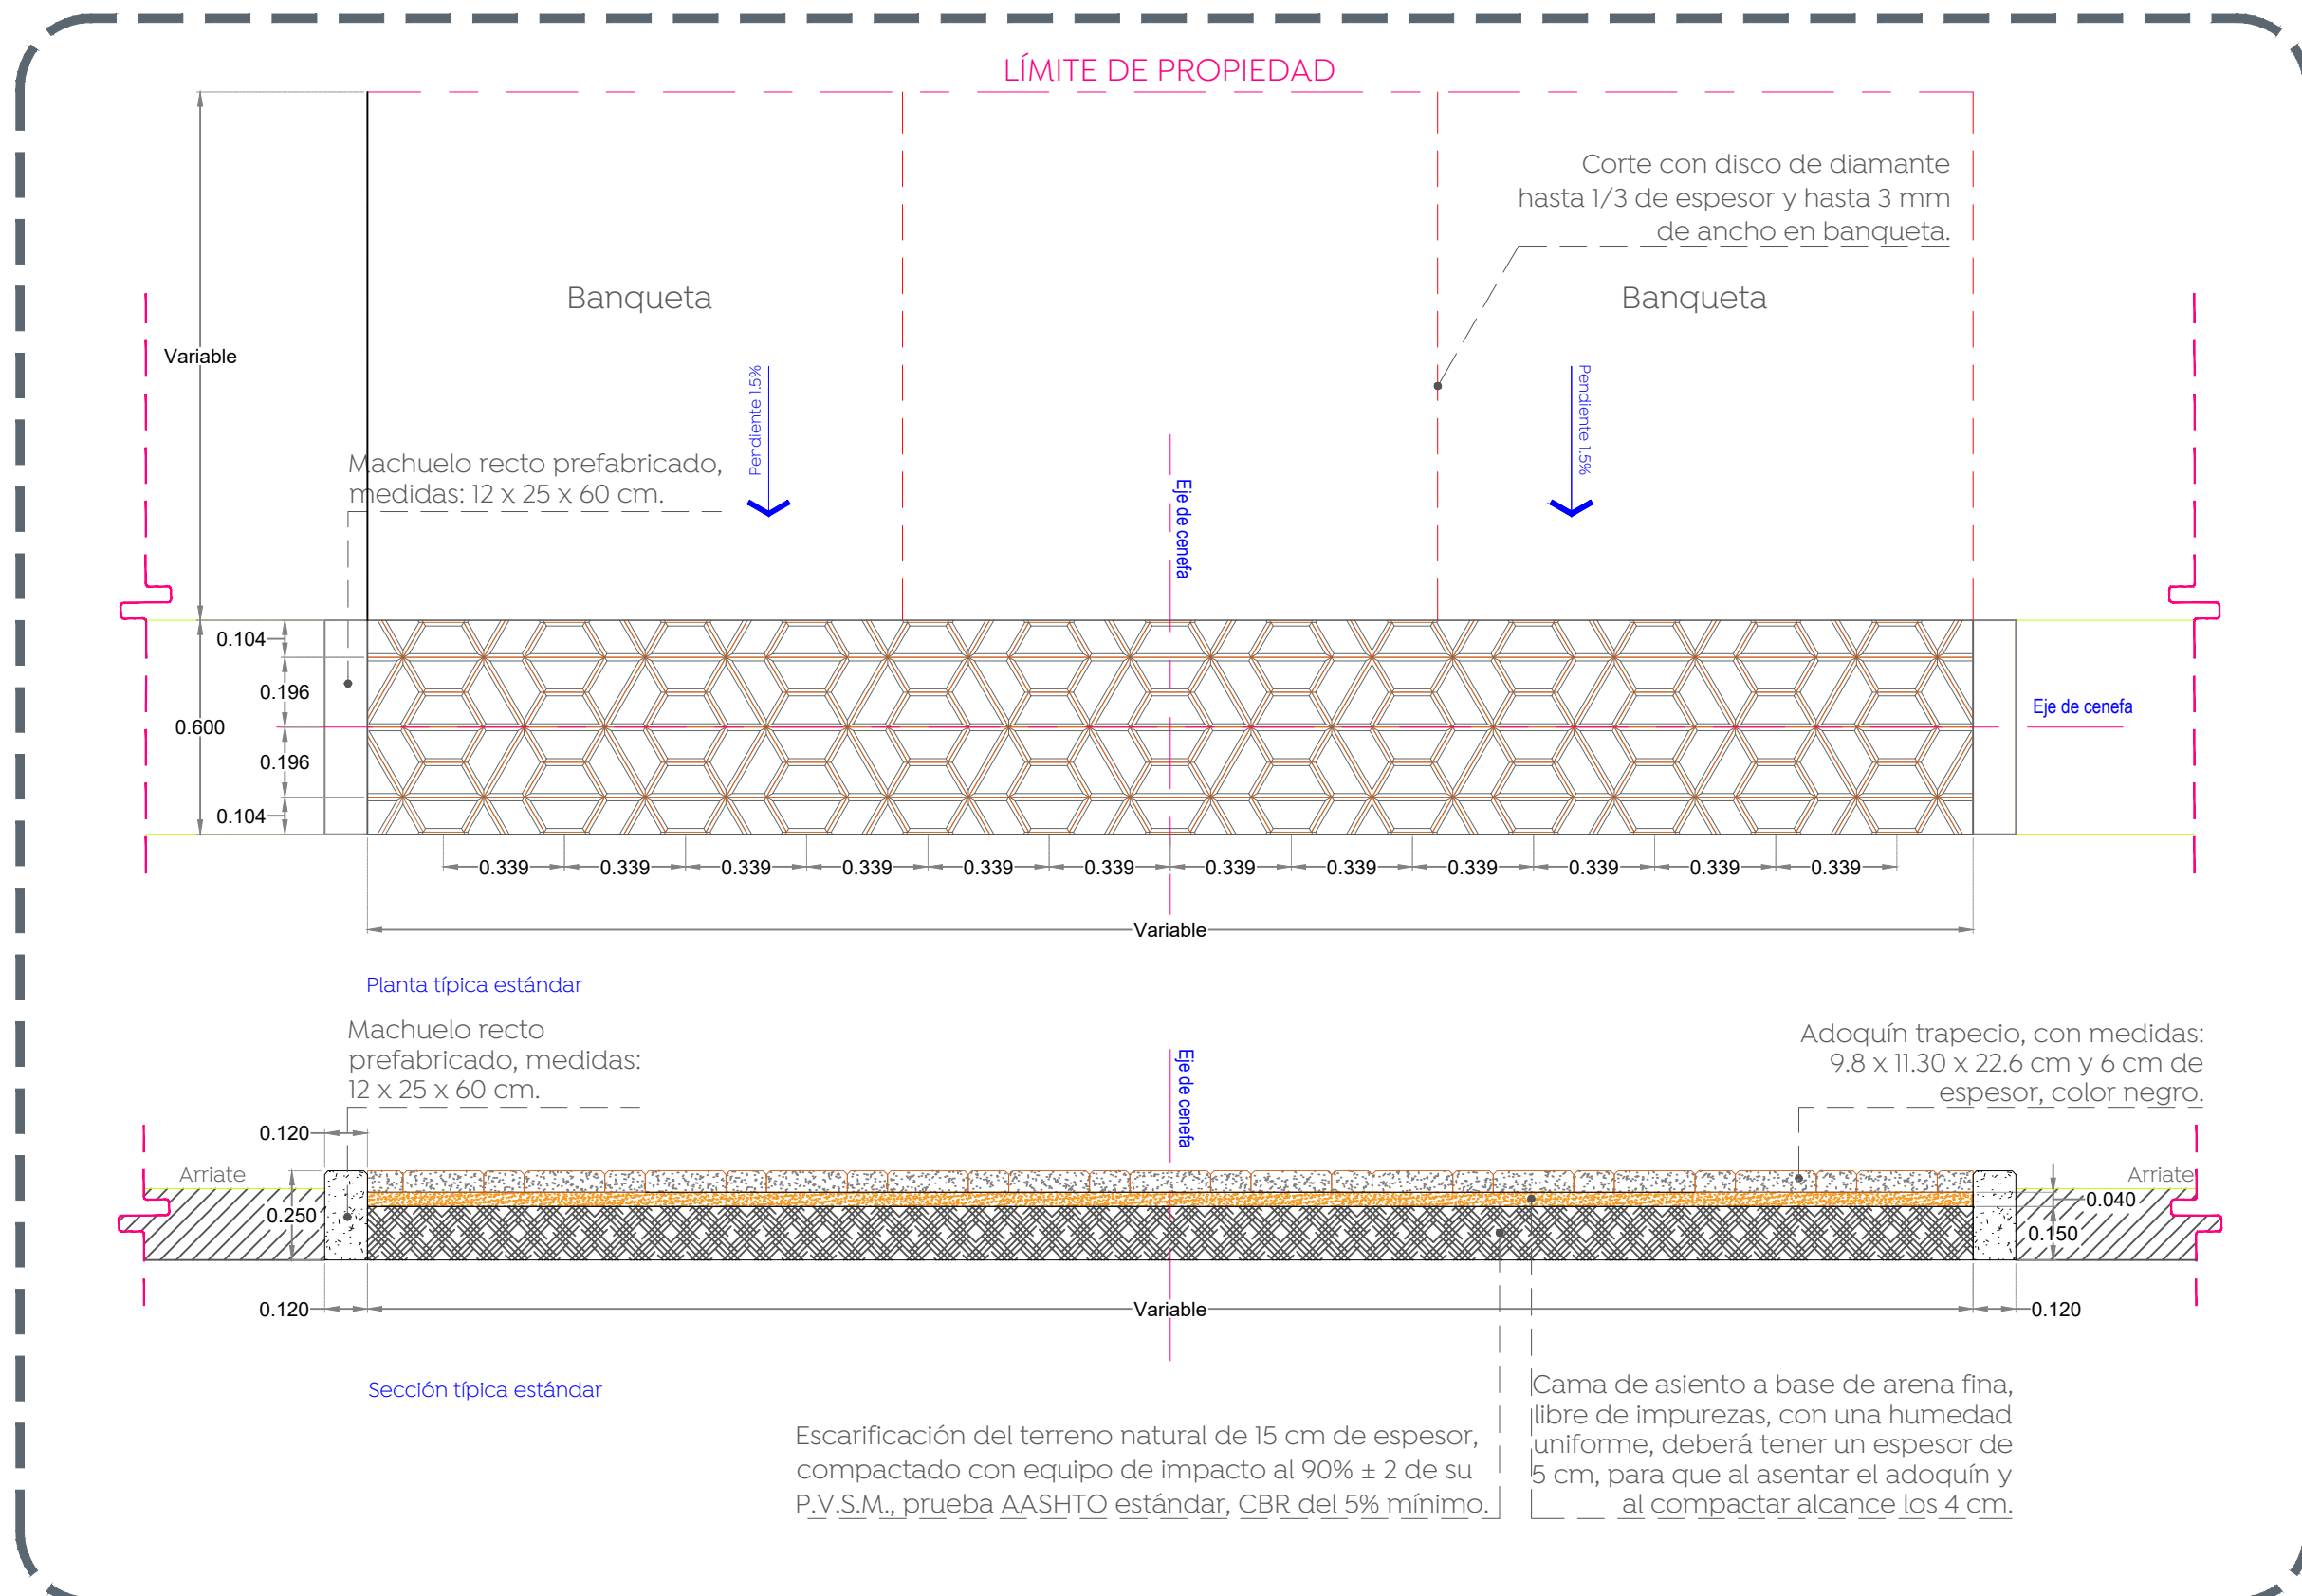 LÍMITE DE PROPIEDAD
Corte con disco de diamante
hasta 1/3 de espesor y hasta 3 mm
de ancho en banqueta.
Banqueta
Banqueta
Variable
Pendiente 1.5%
Pendiente 1.5%
Machuelo recto prefabricado,
medidas: 12 x 25 x 60 cm.
Eje de cenefa
0.104
0.196
0.600
0.196
0.104
Eje de cenefa
0.339 0.339 0.339 0.339 0.339 0.339 0.339 0.339 0.339 0.339 0.339 0.339
Variable
Planta típica estándar
Machuelo recto
prefabricado, medidas:
12 x 25 x 60 cm.
Eje de cenefa
Adoquín trapecio, con medidas:
9.8 x 11.30 x 22.6 cm y 6 cm de
espesor, color negro.
0.120
Arriate
Arriate
0.250
0.040
0.150
0.120
Variable
0.120
Sección típica estándar
Escarificación del terreno natural de 15 cm de espesor,
compactado con equipo de impacto al 90% ± 2 de su
P.V.S.M., prueba AASHTO estándar, CBR del 5% mínimo.
Cama de asiento a base de arena fina,
libre de impurezas, con una humedad
uniforme, deberá tener un espesor de
5 cm, para que al asentar el adoquín y
al compactar alcance los 4 cm.